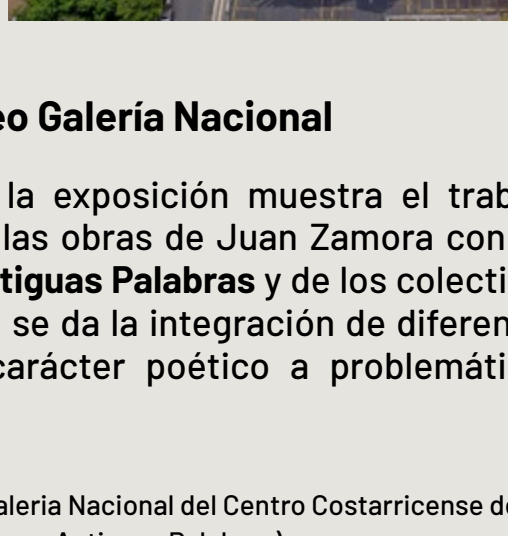 eo Galería Nacional
la exposición muestra el trab
las obras de Juan Zamora con
tiguas Palabras y de los colecti
se da la integración de diferen
carácter poético a problemáti
aleria Nacional del Centro Costarricense d